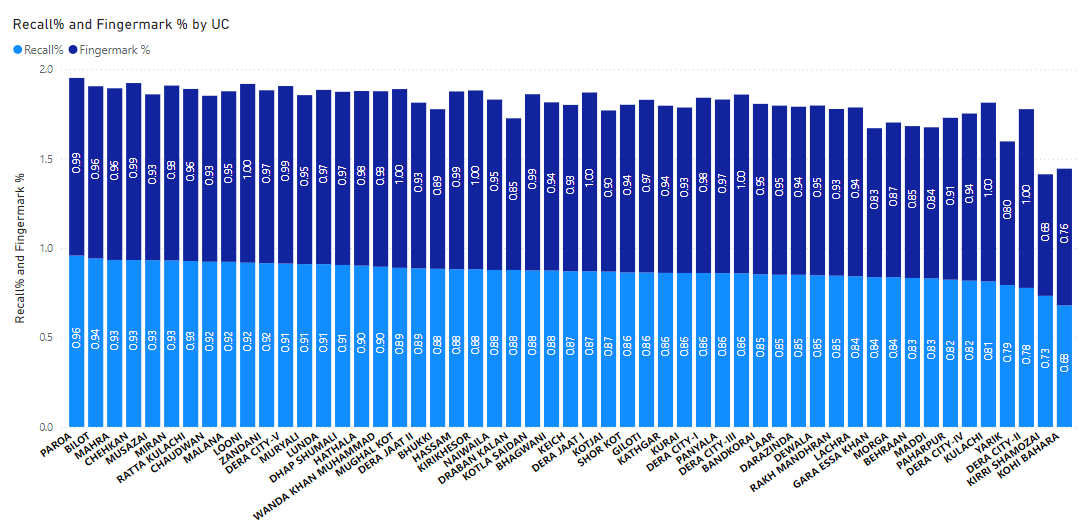 Recall% and Fingermark % by UC
Recall% Fingermark %
2.0
1.5
1.0
0.5
0.0
Recall% and Fingermark %
0.99 0.96 0.96 0.99 0.93 0.98 0.96 0.93 0.95 1.00 0.97 0.99 0.95 0.97 0.97 0.98 0.98 1.00 0.93 0.89 0.99 1.00 0.95 0.85 0.99 0.94 0.93 1.00 0.90 0.94 0.97 0.94 0.93 0.98 0.97 1.00 0.95 0.95 0.94 0.95 0.93 0.94 0.83 0.87 0.85 0.84 0.91 0.94 1.00 0.80 1.00 0.68 0.76
0.96 0.94 0.93 0.93 0.93 0.93 0.93 0.92 0.92 0.92 0.92 0.91 0.91 0.91 0.91 0.90 0.90 0.89 0.89 0.88 0.88 0.88 0.88 0.88 0.88 0.88 0.87 0.87 0.87 0.86 0.86 0.86 0.86 0.86 0.86 0.86 0.85 0.85 0.85 0.85 0.85 0.84 0.84 0.84 0.83 0.83 0.82 0.82 0.81 0.79 0.78 0.73 0.68
PAROA
BILOT
MAHRA
CHEHKAN
MUSAZAI
MIRAN
RATTA KULACHI
CHAUDWAN
MALANA
LOONI
ZANDANI
DERA CITY-V
MURYALI
LUNDA
DHAP SHUMALI
HATHALA
WANDA KHAN MUHAMMAD
MUGHAL KOT
DERA JAAT II
BHUKKI
HASSAM
KIRIKHESOR
NAIWAILA
DRABAN KALAN
KOTLA SAIDAN
BHAGWANI
KEICH
DERA JAAT I
KOTJAI
SHOR KOT
GILOTI
KATHGAR
KURAI
DERA CITY-I
PANYALA
DERA CITY-III
BANDKORAI
LAAR
DARAZINDA
DEWALA
RAKH MANDHRAN
LACHRA
GARA ESSA KHAN
MORGA
BEHRAAN
MADDI
PAHARPUR
DERA CITY-IV
KULACHI
YARIK
DERA CITY-II
KIRRI SHAMOZAI
KOHI BAHARA